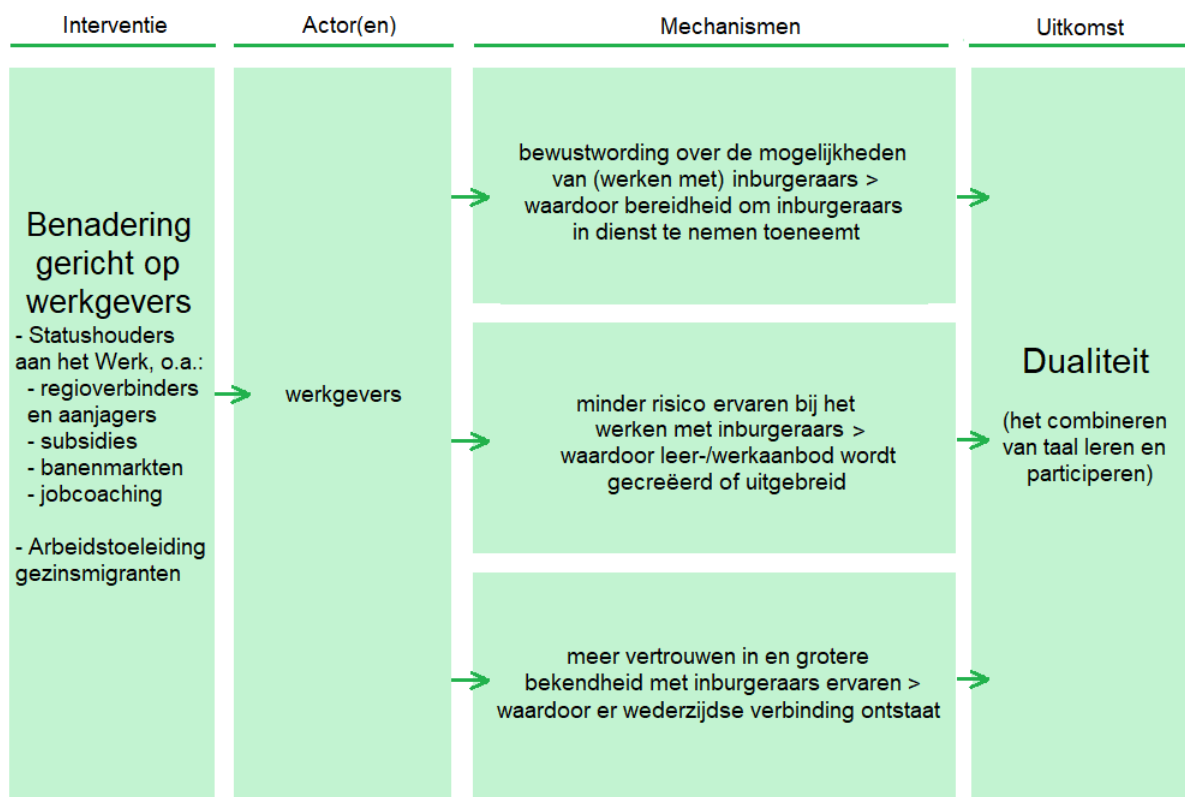 Interventie
Actor(en)
Mechanismen
Uitkomst
Benadering
gericht op
werkgevers
- Statushouders
aan het Werk, o.a.:
- regioverbinders
en aanjagers
- subsidies
- banenmarkten
- jobcoaching
- Arbeidstoeleiding
gezinsmigranten
werkgevers
bewustwording over de mogelijkheden
van (werken met) inburgeraars >
waardoor bereidheid om inburgeraars
in dienst te nemen toeneemt
minder risico ervaren bij het
werken met inburgeraars >
waardoor leer-/werkaanbod wordt
gecreëerd of uitgebreid
meer vertrouwen in en grotere
bekendheid met inburgeraars ervaren >
waardoor er wederzijdse verbinding ontstaat
Dualiteit
(het combineren
van taal leren en
participeren)